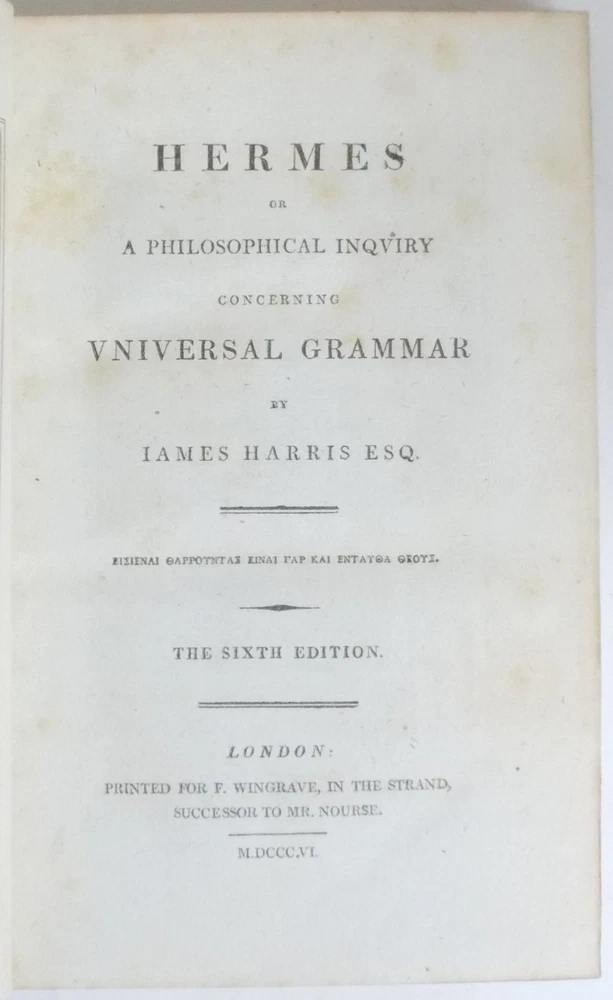 HERMES
OR
A PHILOSOPHICAL INQVIRY
CONCERNING
VNIVERSAL GRAMMAR
BY
IAMES HARRIS ESQ.
ΕΙΣΙΕΝΑΙ ΘΑΡΡΟΥΝΤΑΣ ΕΙΝΑΙ ΓΑΡ ΚΑΙ ΕΝΤΑΥΘΑ ΘΕΟΥΣ.
THE SIXTH EDITION.
LONDON:
PRINTED FOR F. WINGRAVE, IN THE STRAND,
SUCCESSOR TO MR. NOURSE.
M.DCCC.VI.